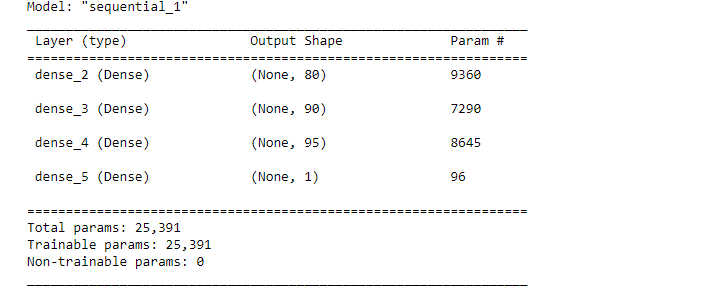 Model: "sequential_1"
_________________________________________________________________
Layer (type) Output Shape Param #
=================================================================
dense_2 (Dense) (None, 80) 9360
dense_3 (Dense) (None, 90) 7290
dense_4 (Dense) (None, 95) 8645
dense_5 (Dense) (None, 1) 96
=================================================================
Total params: 25,391
Trainable params: 25,391
Non-trainable params: 0
_________________________________________________________________